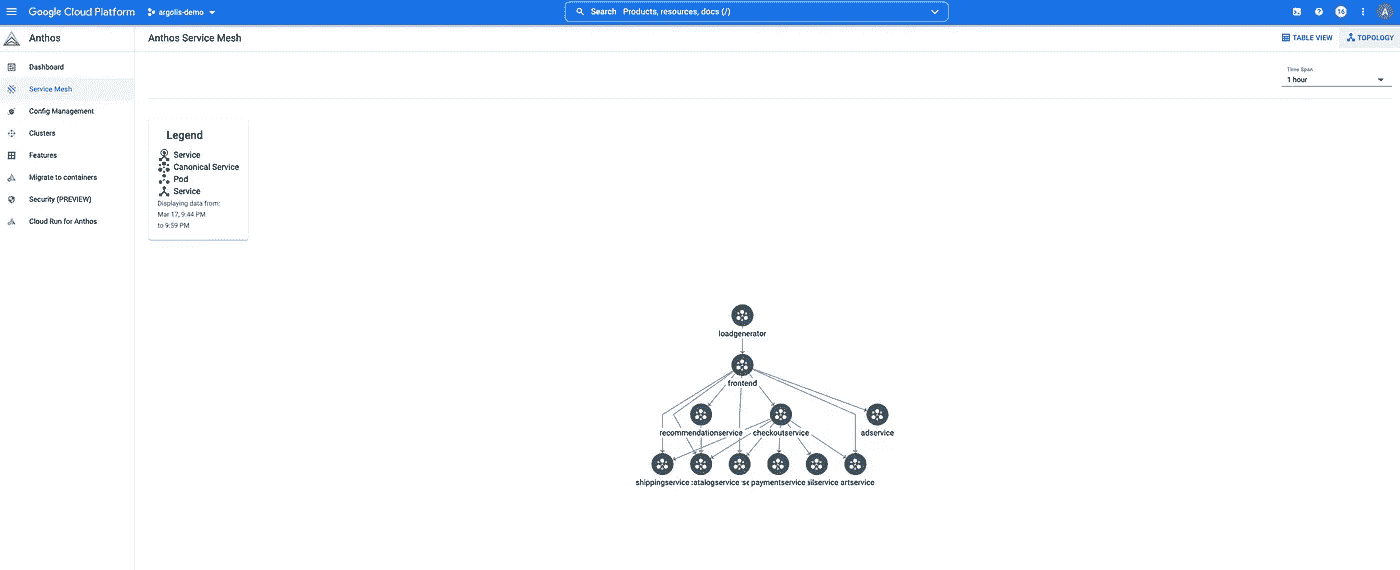 Google Cloud Platform
argolis-demo
Search Products, resources, docs (/)
16
A
Anthos
Anthos Service Mesh
TABLE VIEW
TOPOLOGY
Dashboard
Service Mesh
Config Management
Clusters
Features
Migrate to containers
Security (PREVIEW)
Cloud Run for Anthos
Time Span
1 hour
Legend
Service
Canonical Service
Pod
Service
Displaying data from:
Mar 17, 9:44 PM
to 9:59 PM
loadgenerator
frontend
recommendationservice checkoutservice adservice
shippingservice atalogservice paymentservice ilservice artservice